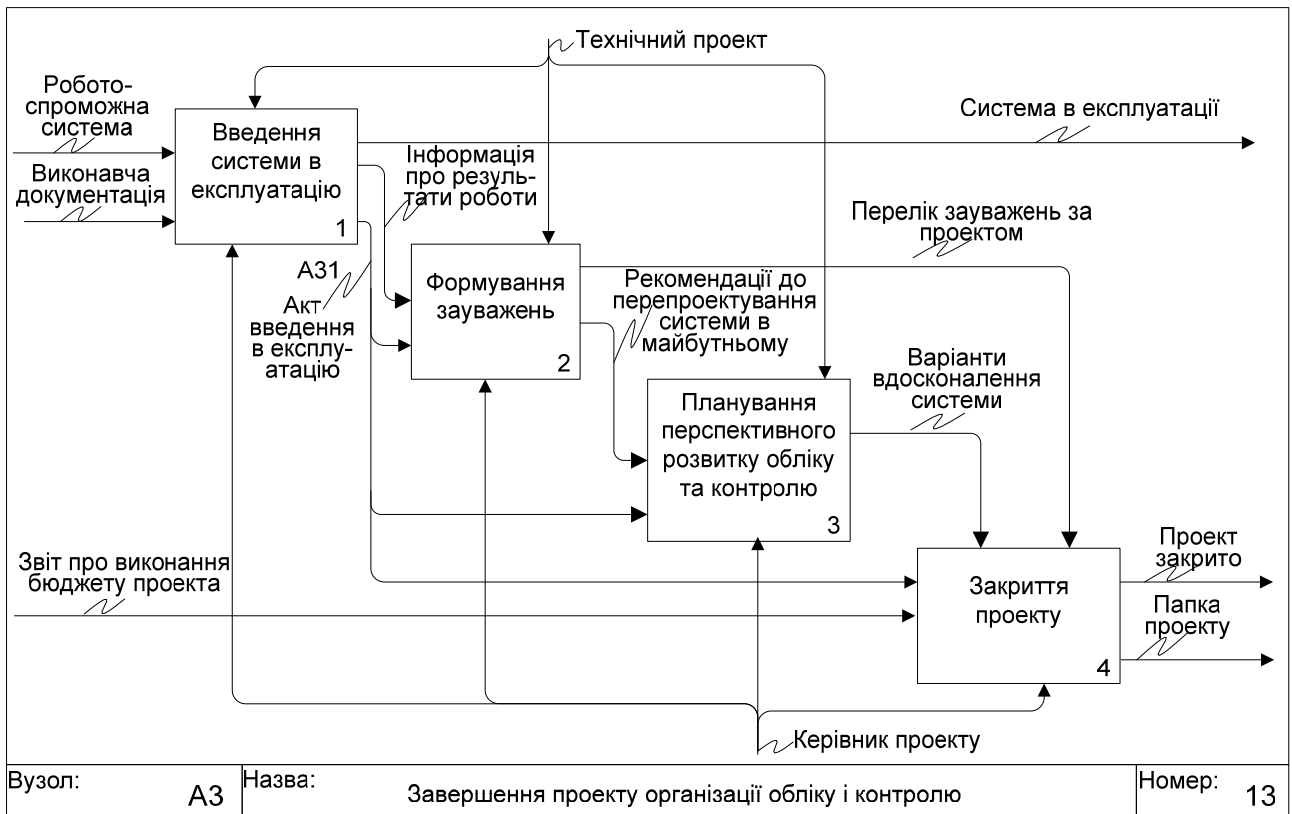 Технічний проект
Робото-
спроможна
система
Виконавча
документація
Введення
системи в
експлуатацію
1
Система в експлуатації
Інформація
про резуль-
тати роботи
Перелік зауважень за
проектом
А31
Акт
введення
в експлу-
атацію
Формування
зауважень
2
Рекомендації до
перепроектування
системи в
майбутньому
Варіанти
вдосконалення
системи
Планування
перспективного
розвитку обліку
та контролю
3
Звіт про виконання
бюджету проекта
Закриття
проекту
4
Проект
закрито
Папка
проекту
Керівник проекту
Вузол:
А3
Назва:
Завершення проекту організації обліку і контролю
Номер:
13